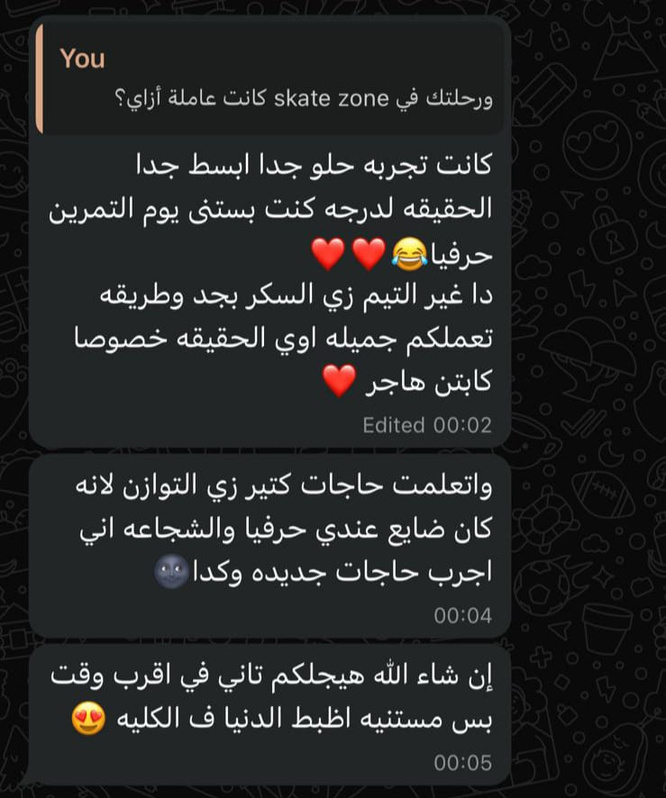 You
ورحلتك في skate zone كانت عاملة أزاي؟
كانت تجربه حلو جدا ابسط جدا
الحقيقه لدرجه كنت بستنى يوم التمرين
حرفيا😂❤️❤️
دا غير التيم زي السكر بجد وطريقه
تعملكم جميله اوي الحقيقه خصوصا
كابتن هاجر ❤️
Edited 00:02
واتعلمت حاجات كتير زي التوازن لانه
كان ضايع عندي حرفيا والشجاعه اني
اجرب حاجات جديده وكدا🌚
00:04
إن شاء الله هيجلكم تاني في اقرب وقت
بس مستنيه اظبط الدنيا ف الكليه 😍
00:05